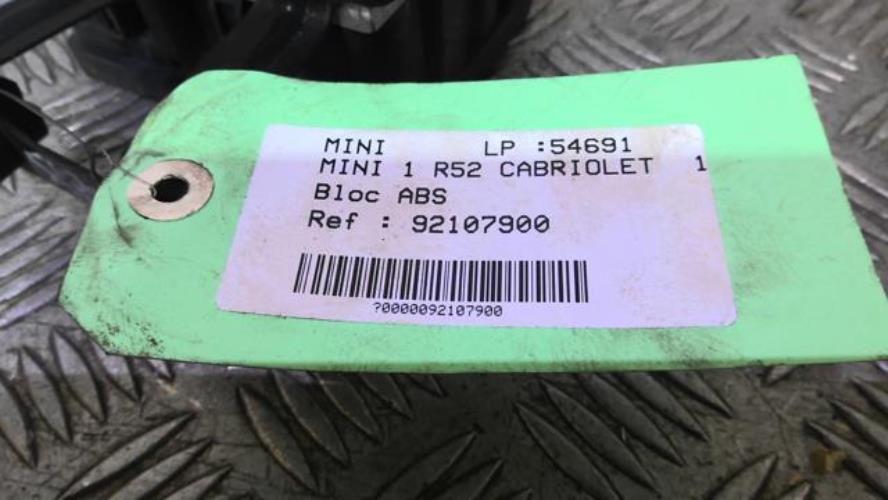 MINI LP :54691
MINI 1 R52 CABRIOLET 1
Bloc ABS
Ref : 92107900
?0000092107900